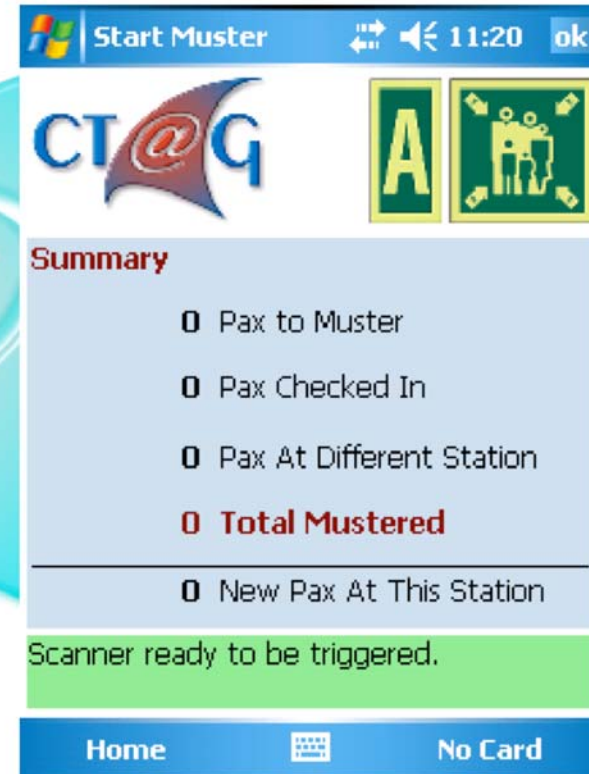 Start Muster 11:20 ok
CT@G A
Summary
0 Pax to Muster
0 Pax Checked In
0 Pax At Different Station
0 Total Mustered
0 New Pax At This Station
Scanner ready to be triggered.
Home No Card